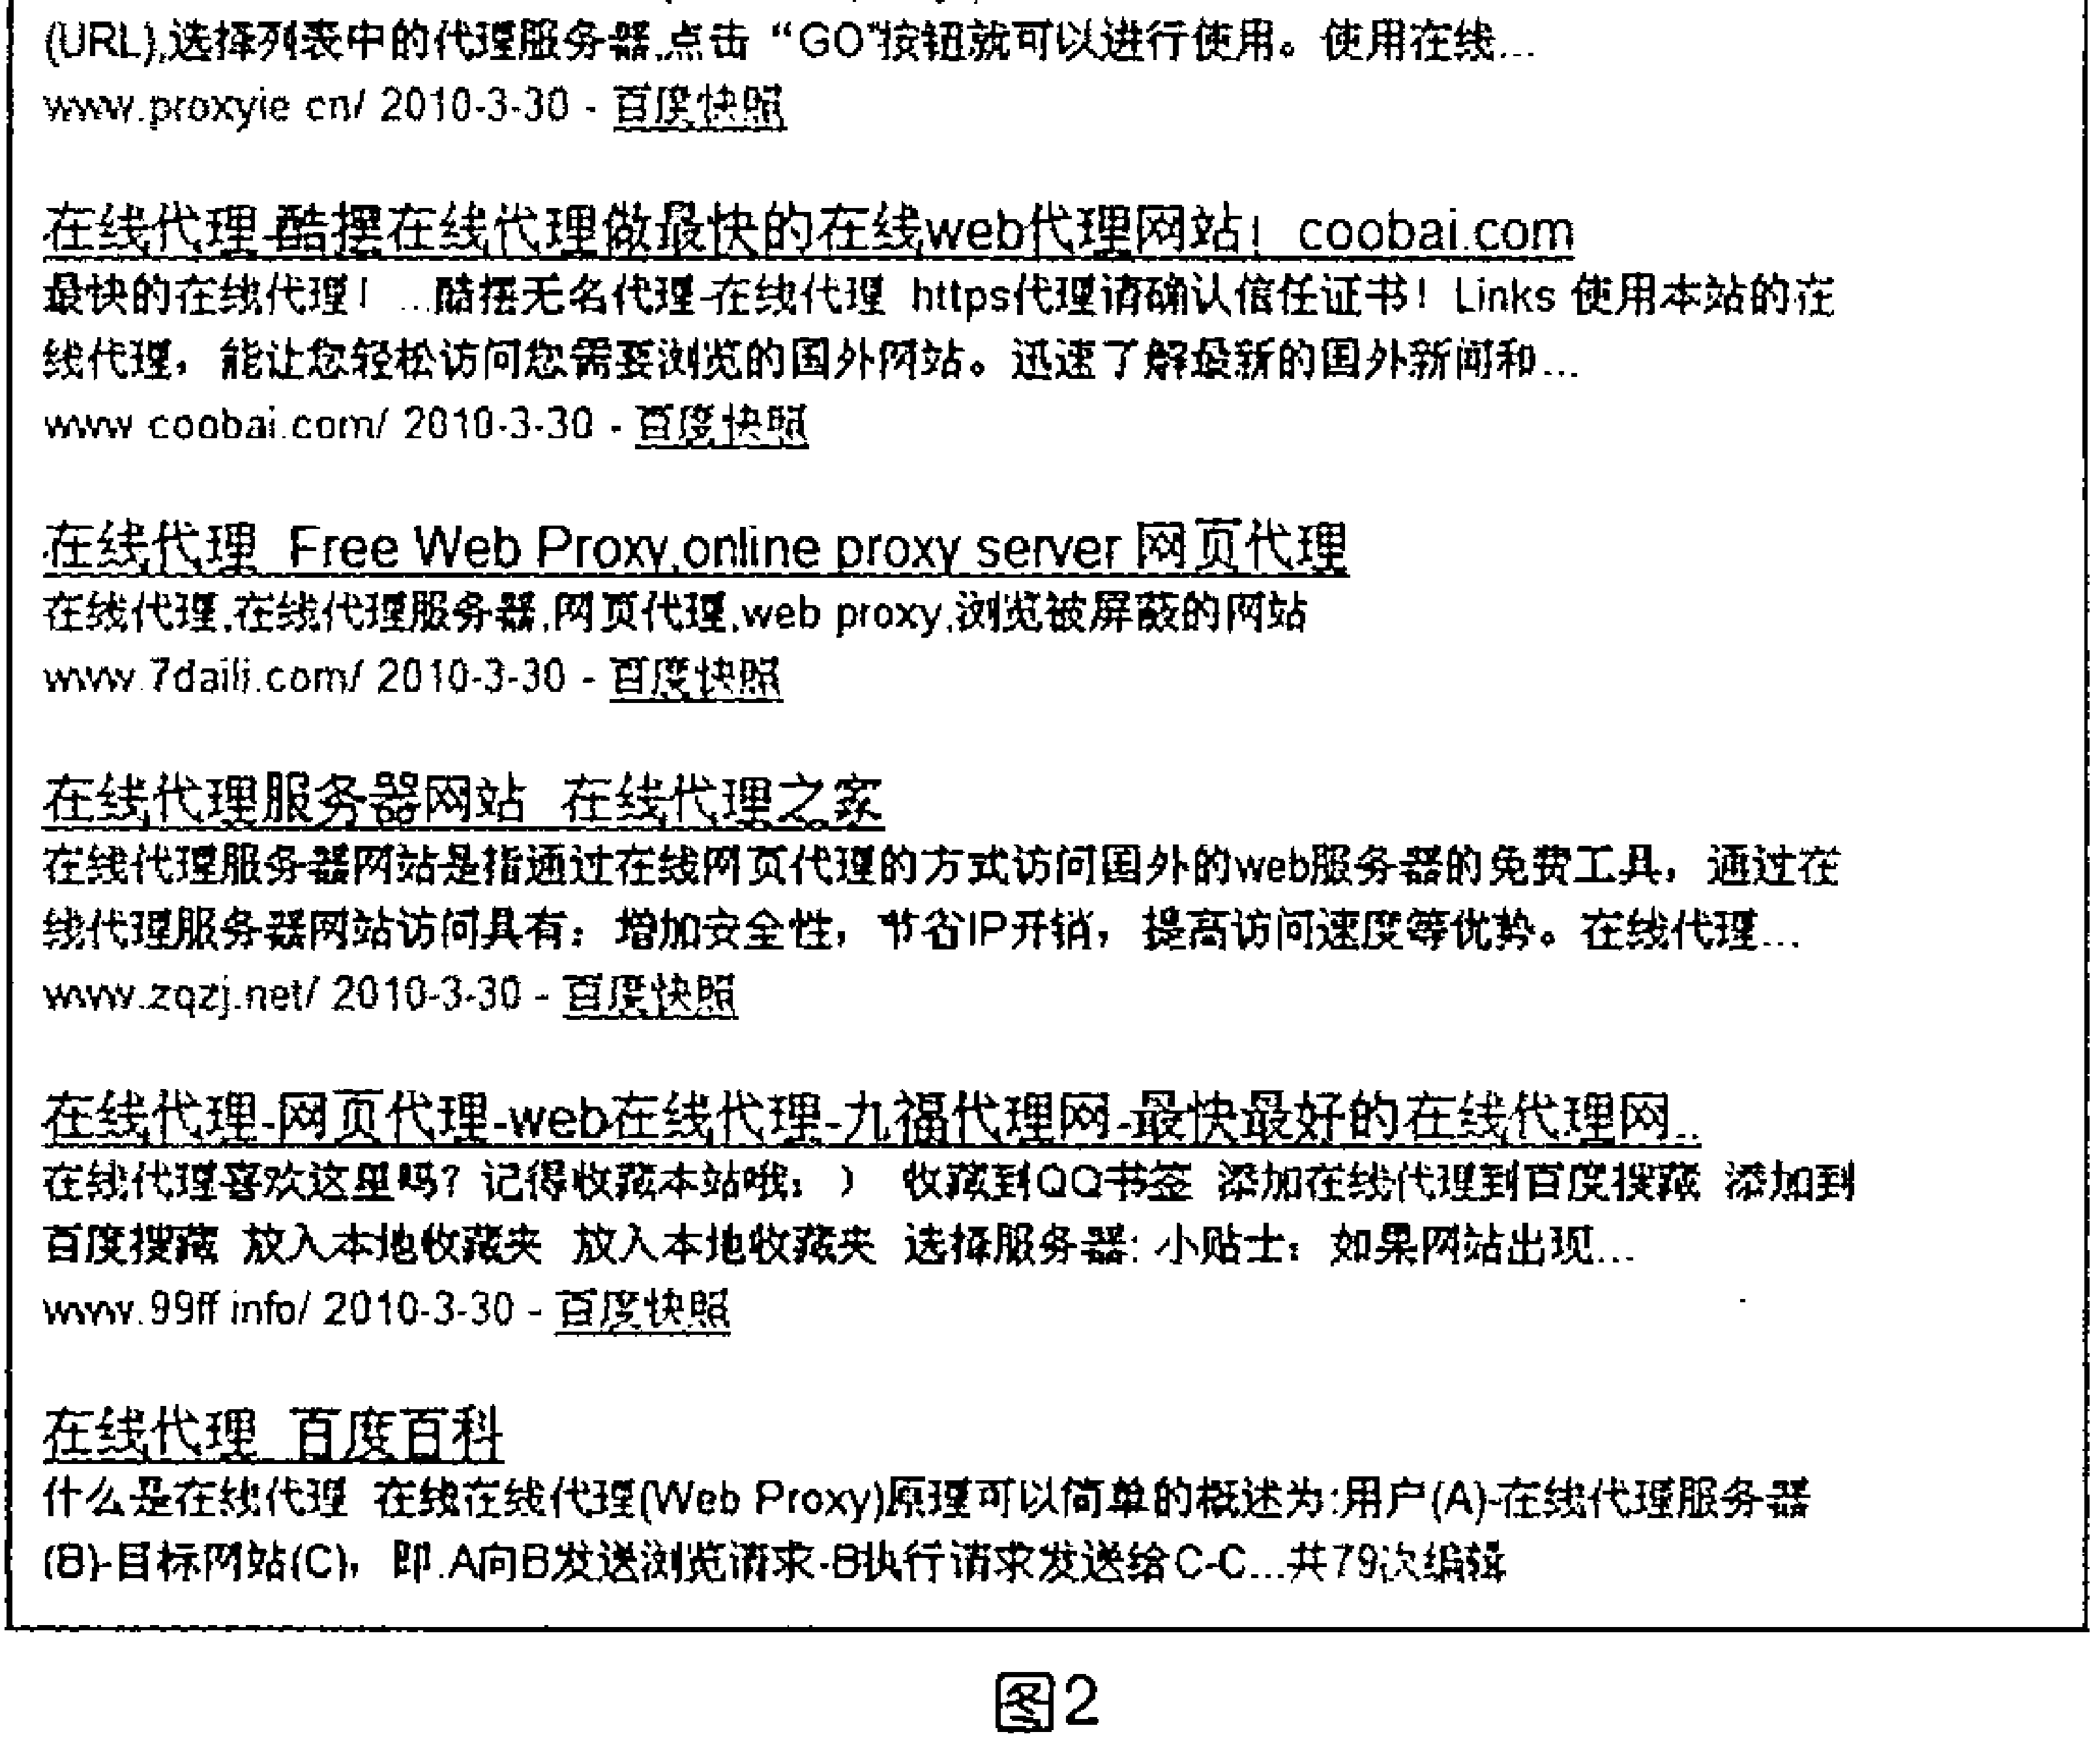 (URL),选择列表中的代理服务器,点击“GO”按钮就可以进行使用。使用在线...
www.proxyie.cn/ 2010-3-30 - 百度快照
在线代理-酷摆在线代理做最快的在线web代理网站! coobai.com
最快的在线代理! ...酷摆无名代理-在线代理 https代理请确认信任证书! Links 使用本站的在
线代理，能让您轻松访问您需要浏览的国外网站。迅速了解最新的国外新闻和...
www.coobai.com/ 2010-3-30 - 百度快照
在线代理 Free Web Proxy,online proxy server 网页代理
在线代理,在线代理服务器,网页代理,web proxy,浏览被屏蔽的网站
www.7daili.com/ 2010-3-30 - 百度快照
在线代理服务器网站 在线代理之家
在线代理服务器网站是指通过在线网页代理的方式访问国外的web服务器的免费工具，通过在
线代理服务器网站访问具有：增加安全性，节省IP开销，提高访问速度等优势。在线代理...
www.zqzj.net/ 2010-3-30 - 百度快照
在线代理-网页代理-web在线代理-九福代理网-最快最好的在线代理网..
在线代理喜欢这里吗? 记得收藏本站哦：） 收藏到QQ书签 添加在线代理到百度搜藏 添加到
百度搜藏 放入本地收藏夹 放入本地收藏夹 选择服务器: 小贴士：如果网站出现...
www.99ff.info/ 2010-3-30 - 百度快照
在线代理 百度百科
什么是在线代理 在线在线代理(Web Proxy)原理可以简单的概述为:用户(A)-在线代理服务器
(B)-目标网站(C)，即.A向B发送浏览请求-B执行请求发送给C-C...共79次编辑
图2